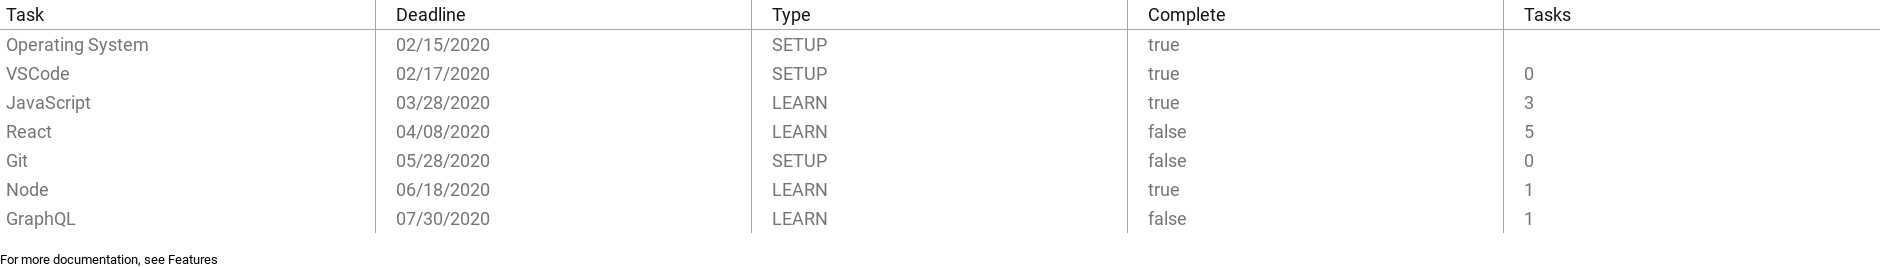 Task Deadline Type Complete Tasks
Operating System 02/15/2020 SETUP true
VSCode 02/17/2020 SETUP true 0
JavaScript 03/28/2020 LEARN true 3
React 04/08/2020 LEARN false 5
Git 05/28/2020 SETUP false 0
Node 06/18/2020 LEARN true 1
GraphQL 07/30/2020 LEARN false 1
For more documentation, see Features